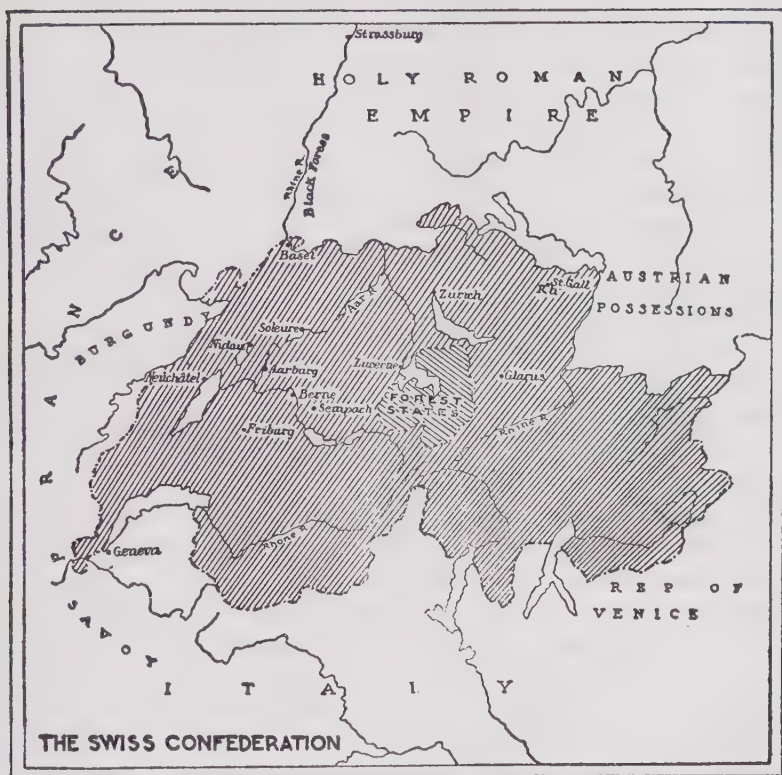 Strassburg
HOLY ROMAN
EMPIRE
Rhine R.
Black Forest
FRANCE
BURGUNDY
Basel
Aar R.
Zurich
St. Gall
AUSTRIAN
POSSESSIONS
Soleure
Nidau
Aarburg
Neuchâtel
Lucerne
Glarus
FOREST
STATES
Berne
Sempach
Friburg
Rhine R.
Geneva
Rhone R.
REP OF
VENICE
SAVOY
ITALY
THE SWISS CONFEDERATION